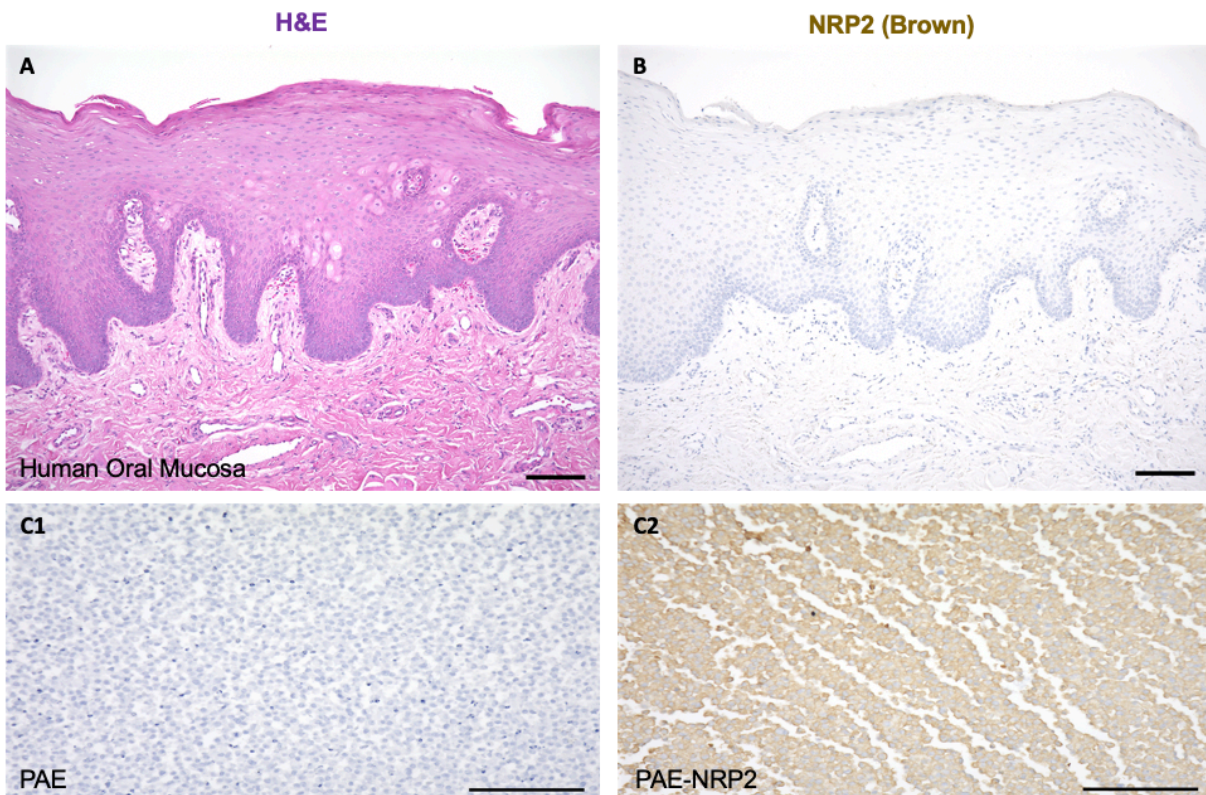 H&E
NRP2 (Brown)
A
B
Human Oral Mucosa
C1
C2
PAE
PAE-NRP2